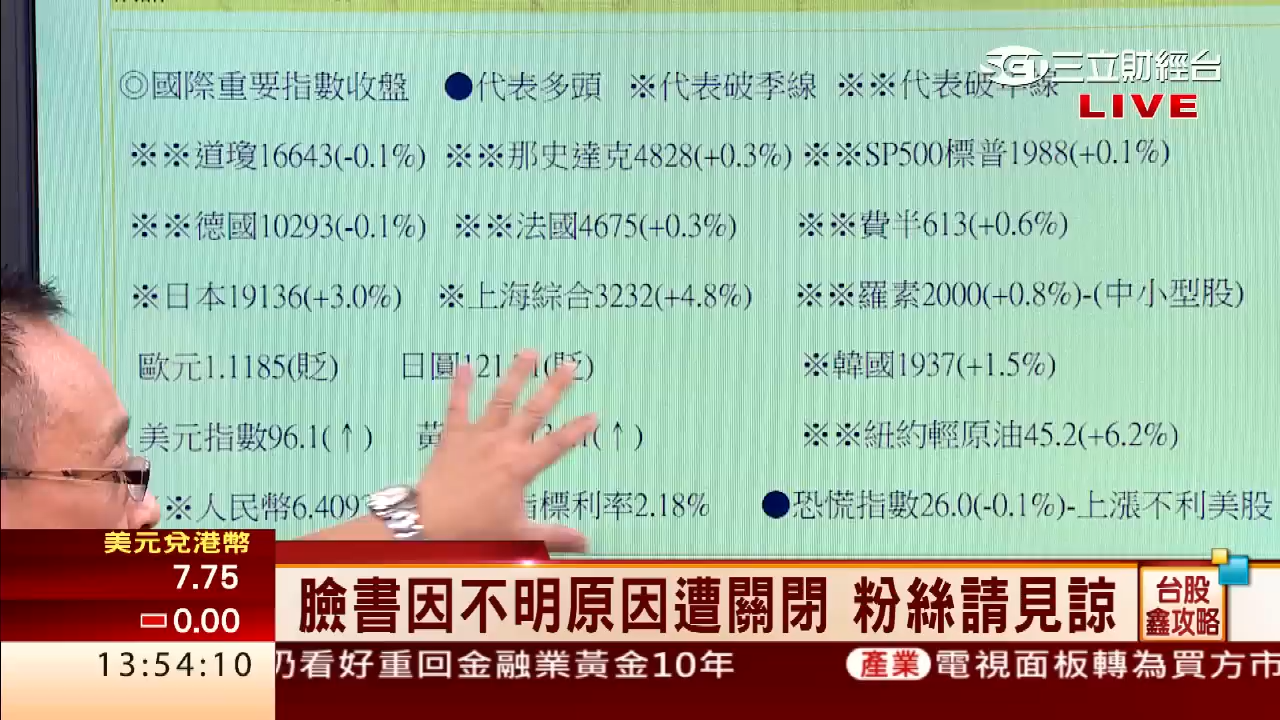 ◎國際重要指數收盤 ●代表多頭 ※代表破季線 ※※代表破年線
三立財經台
LIVE
※※道瓊16643(-0.1%) ※※那史達克4828(+0.3%) ※※SP500標普1988(+0.1%)
※※德國10293(-0.1%) ※※法國4675(+0.3%) ※※費半613(+0.6%)
※日本19136(+3.0%) ※上海綜合3232(+4.8%) ※※羅素2000(+0.8%)-(中小型股)
歐元1.1185(貶) 日圓121. (貶) ※韓國1937(+1.5%)
美元指數96.1(↑) 黃 (↑) ※※紐約輕原油45.2(+6.2%)
※人民幣6.409 指標利率2.18% ●恐慌指數26.0(-0.1%)-上漲不利美股
美元兌港幣
7.75
0.00
臉書因不明原因遭關閉 粉絲請見諒
台股
鑫攻略
13:54:10 仍看好重回金融業黃金10年 產業 電視面板轉為買方市